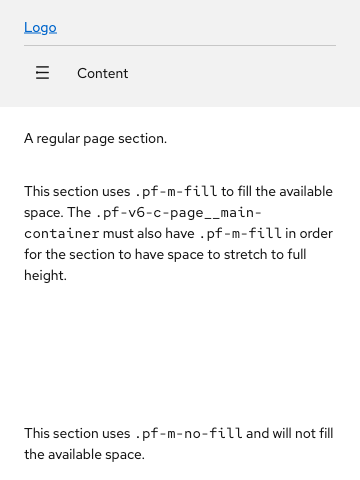 Logo
Content
A regular page section.
This section uses .pf-m-fill to fill the available
space. The .pf-v6-c-page__main-
container must also have .pf-m-fill in order
for the section to have space to stretch to full
height.
This section uses .pf-m-no-fill and will not fill
the available space.